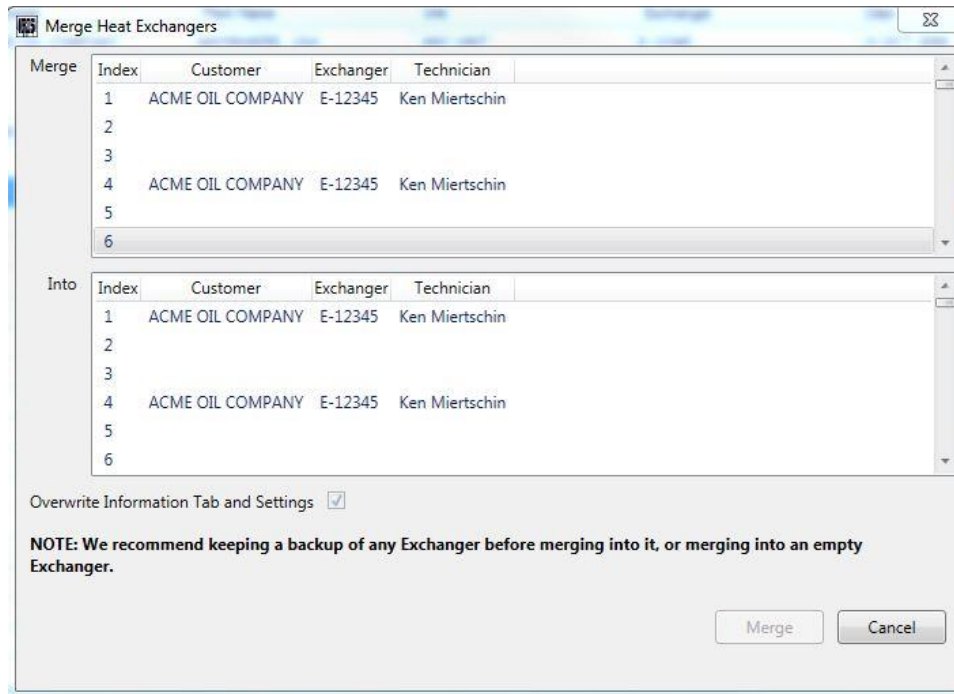 Merge Heat Exchangers
Merge
Index Customer Exchanger Technician
1 ACME OIL COMPANY E-12345 Ken Miertschin
2
3
4 ACME OIL COMPANY E-12345 Ken Miertschin
5
6
Into
Index Customer Exchanger Technician
1 ACME OIL COMPANY E-12345 Ken Miertschin
2
3
4 ACME OIL COMPANY E-12345 Ken Miertschin
5
6
Overwrite Information Tab and Settings
NOTE: We recommend keeping a backup of any Exchanger before merging into it, or merging into an empty
Exchanger.
Merge Cancel